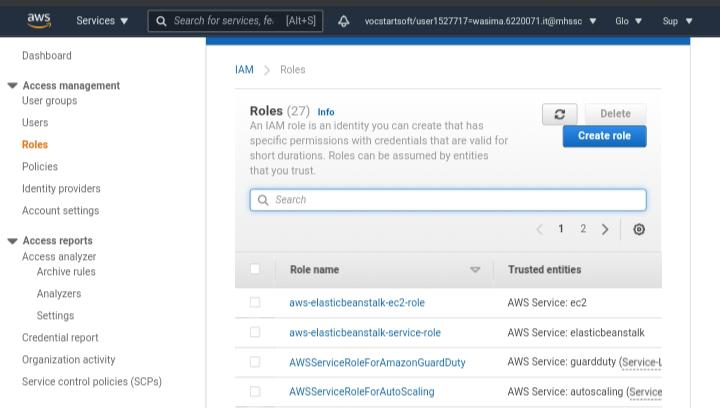 aws
Services ▼
Search for services, fe.
[Alt+S]
vocstartsoft/user1527717=wasima.6220071.it@mhssc ▼
Glo ▼
Sup ▼
Dashboard
Access management
User groups
Users
Roles
Policies
Identity providers
Account settings
Access reports
Access analyzer
Archive rules
Analyzers
Settings
Credential report
Organization activity
Service control policies (SCPs)
IAM > Roles
Roles (27) Info
An IAM role is an identity you can create that has
specific permissions with credentials that are valid for
short durations. Roles can be assumed by entities
that you trust.
Delete
Create role
Search
< 1 2 >
Role name
Trusted entities
aws-elasticbeanstalk-ec2-role
AWS Service: ec2
aws-elasticbeanstalk-service-role
AWS Service: elasticbeanstalk
AWSServiceRoleForAmazonGuardDuty
AWS Service: guardduty (Service-L
AWSServiceRoleForAutoScaling
AWS Service: autoscaling (Service